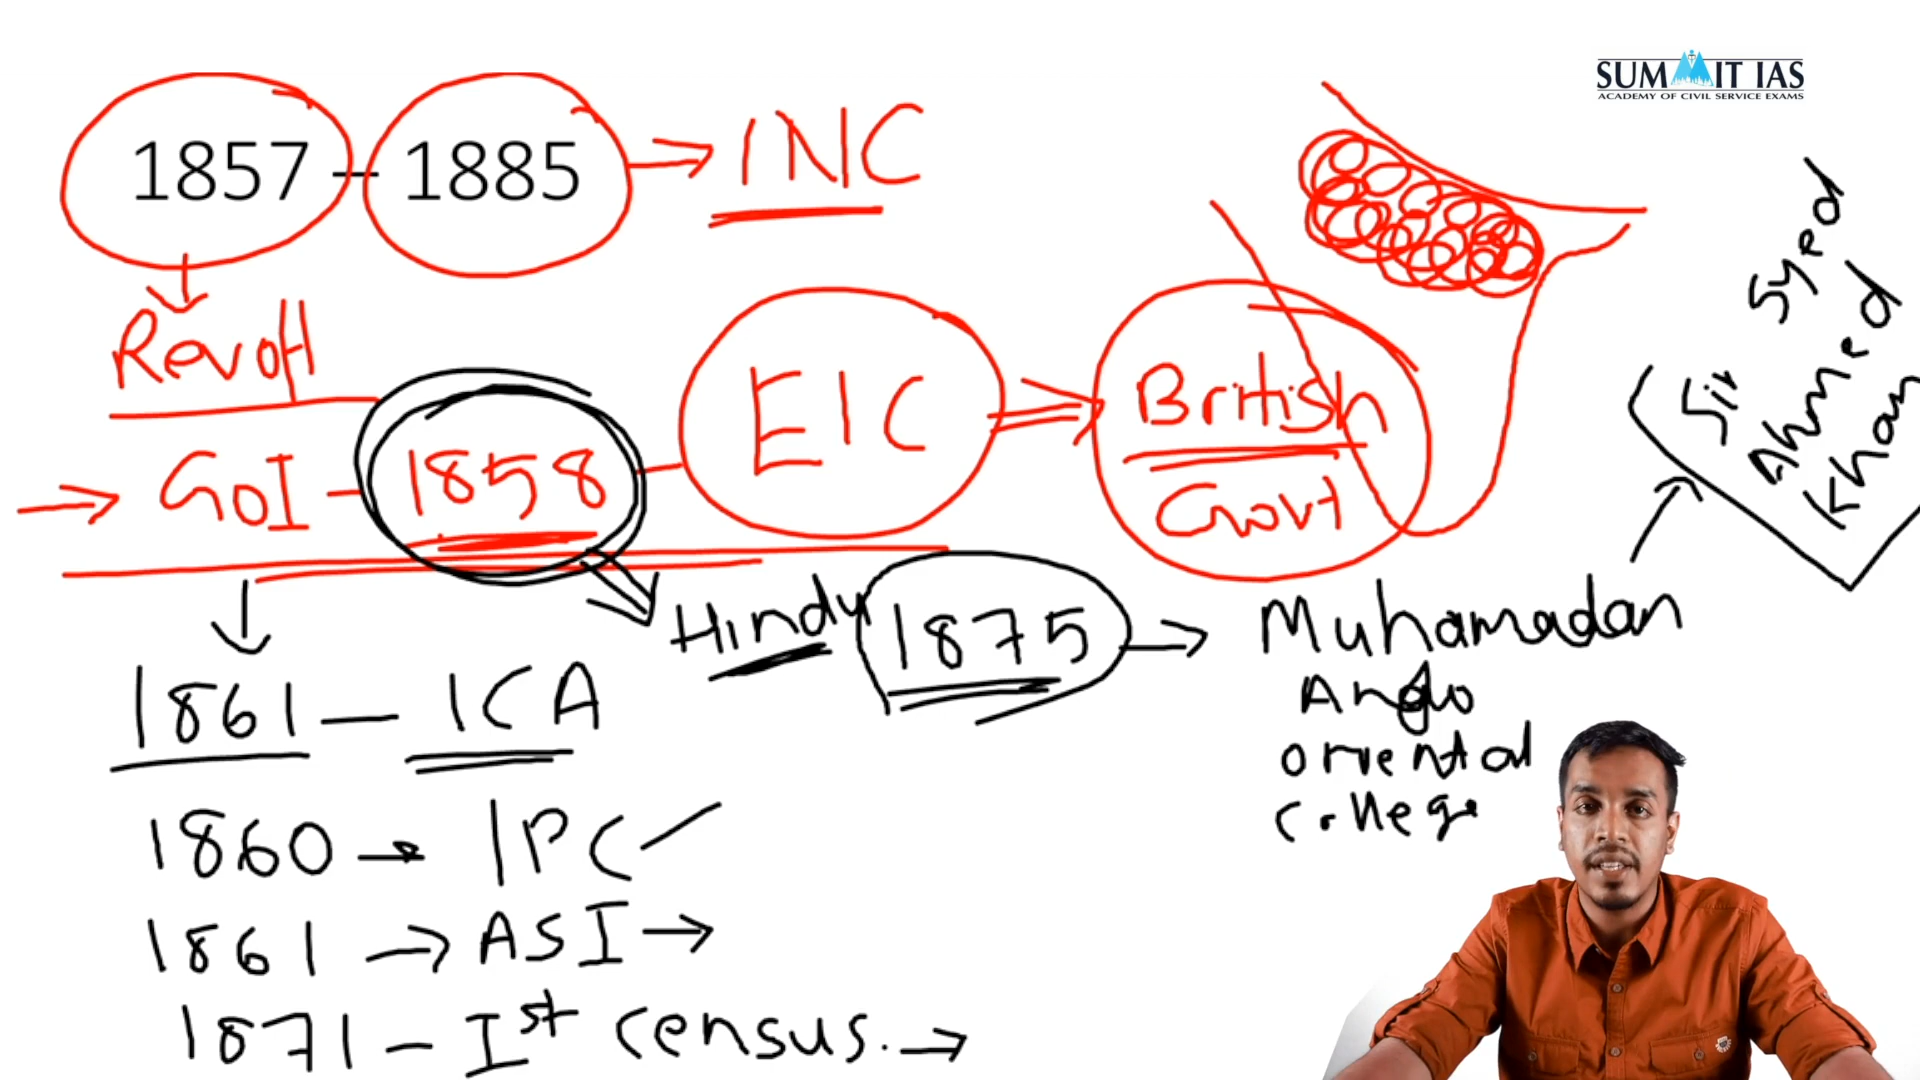 SUMMIT IAS
ACADEMY OF CIVIL SERVICE EXAMS
1857 – 1885 → INC
Revolt
→ GoI – 1858 – EIC ⇒ British
Govt
Hindu 1875 → Muhamadan
Anglo
oriental
college
Sir Syed
Ahmed
Khan
1861 – ICA
1860 → IPC
1861 → ASI →
1871 – Ist census. →